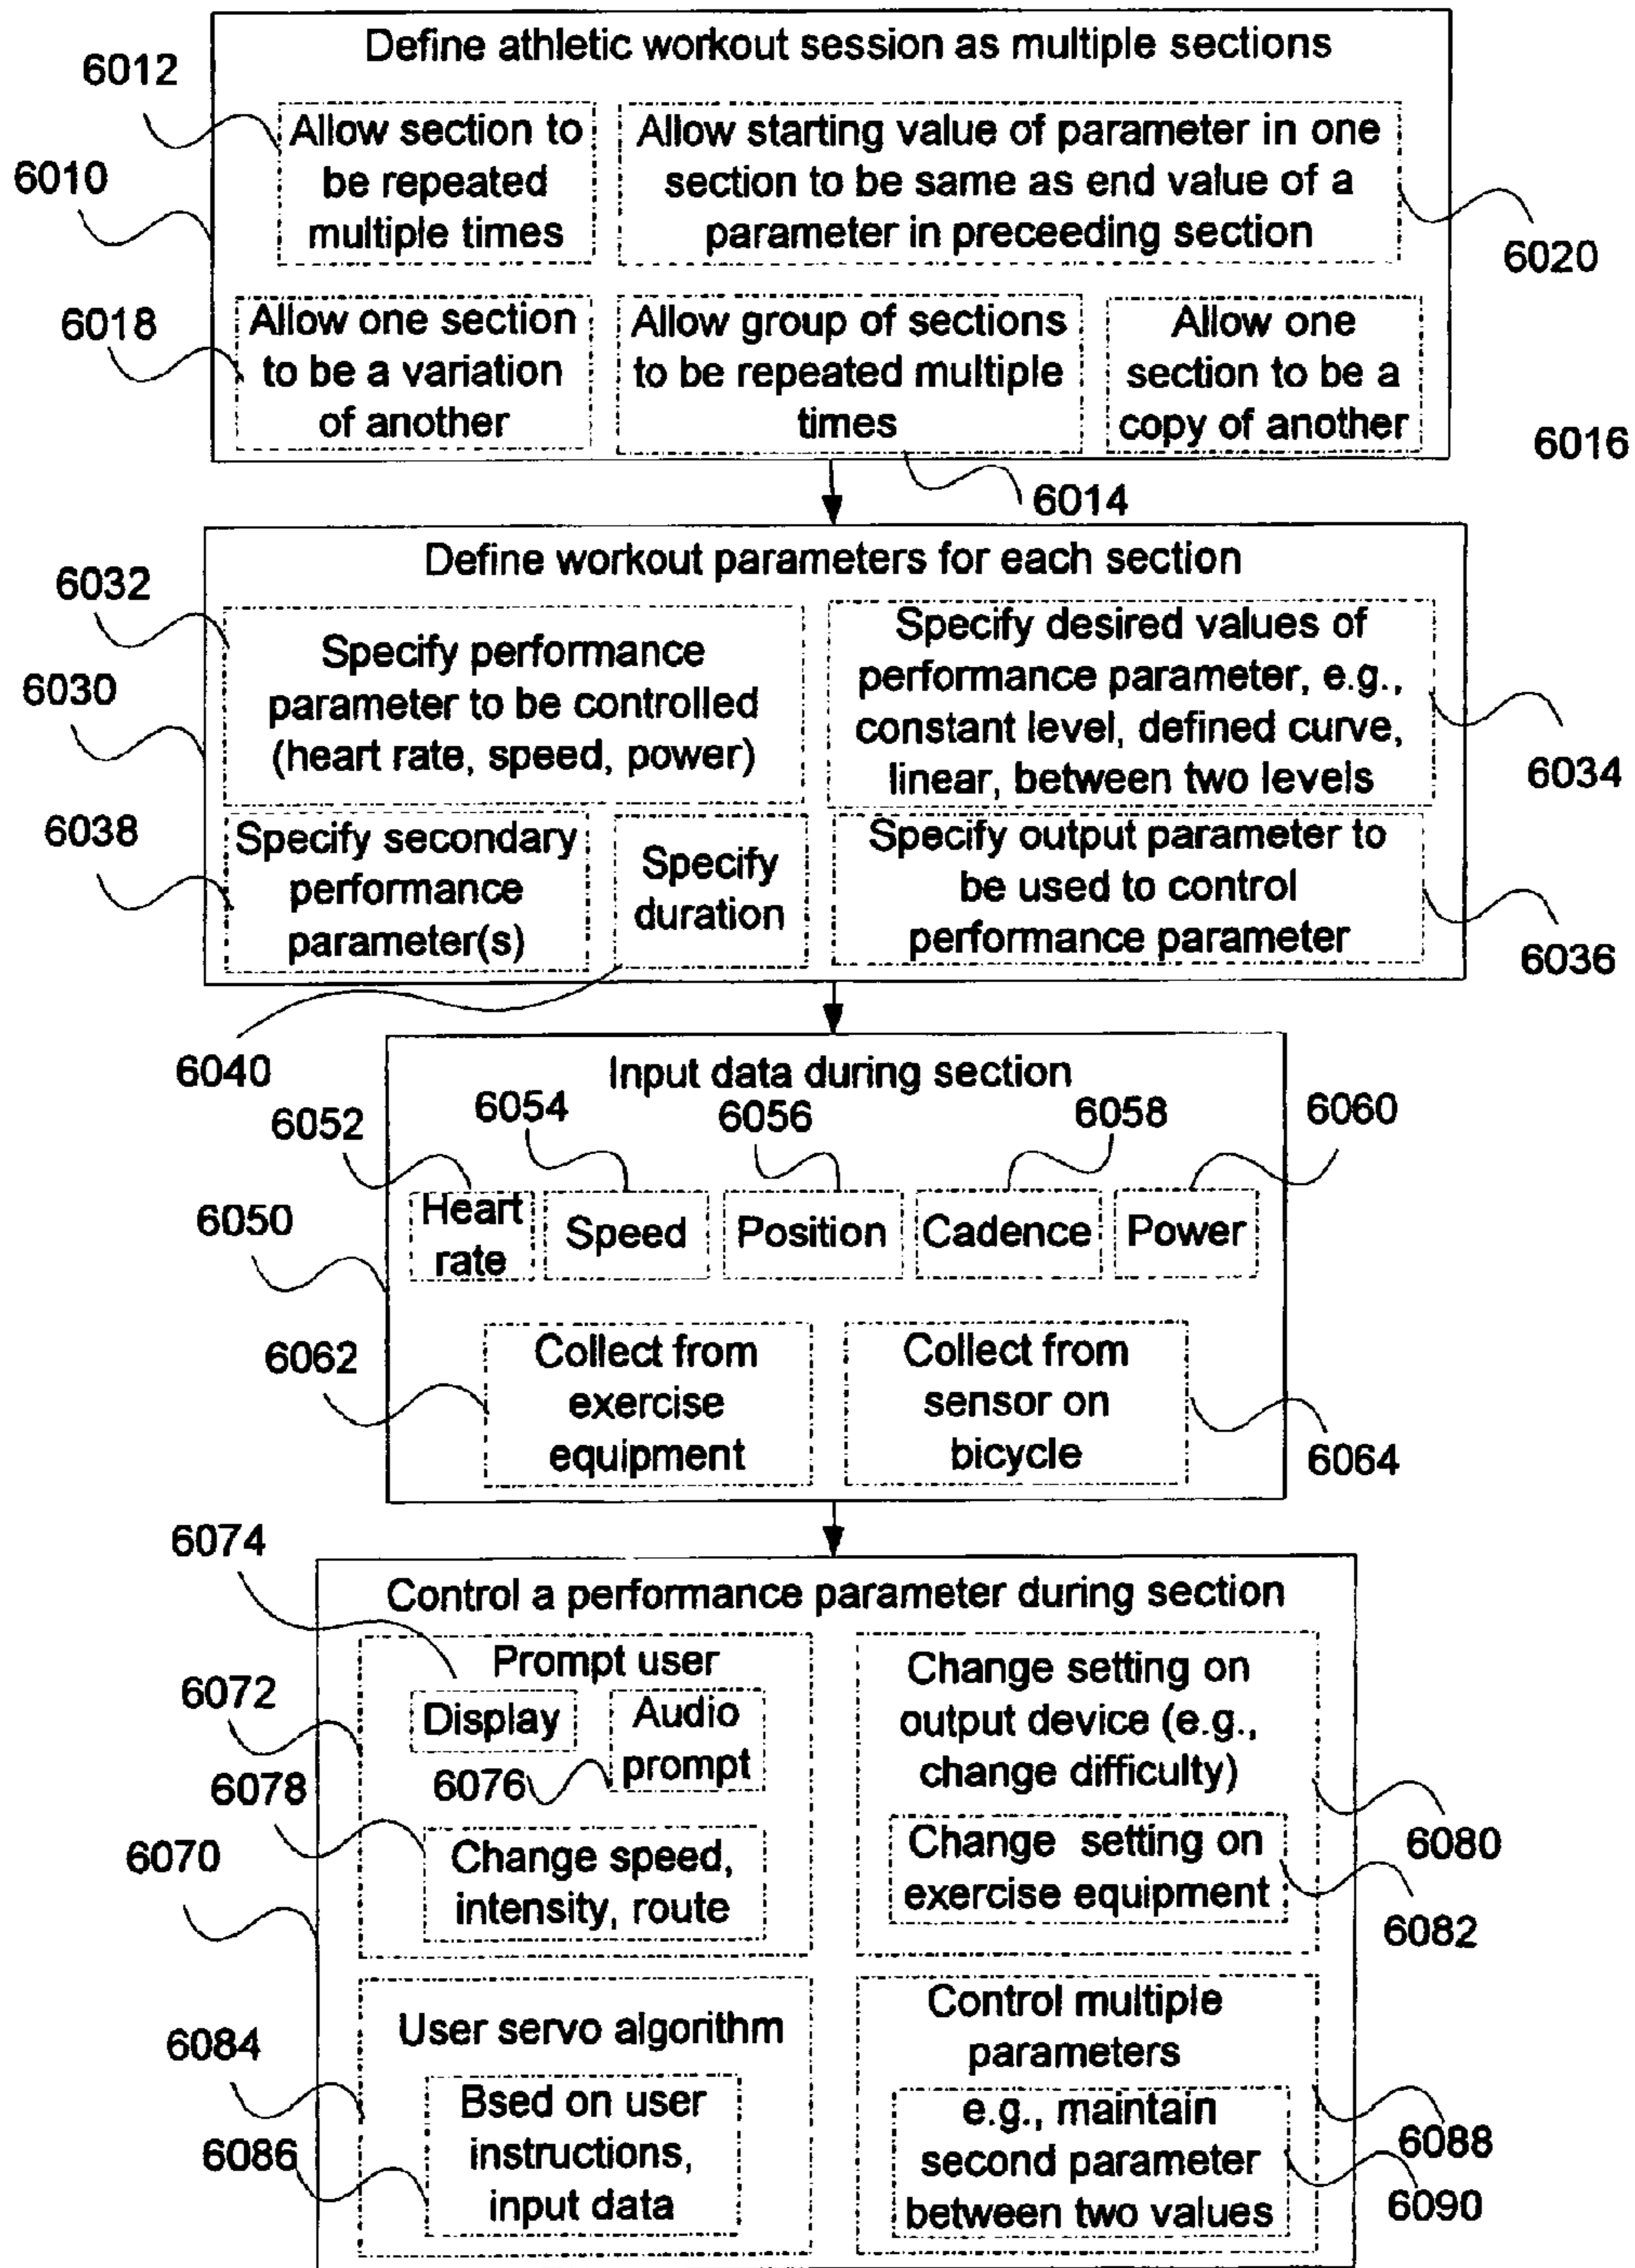 Define athletic workout session as multiple sections
6012
Allow section to
be repeated
multiple times
Allow starting value of parameter in one
section to be same as end value of a
parameter in preceeding section
6010
6020
6018
Allow one section
to be a variation
of another
Allow group of sections
to be repeated multiple
times
Allow one
section to be a
copy of another
6016
6014
Define workout parameters for each section
6032
Specify performance
parameter to be controlled
(heart rate, speed, power)
Specify desired values of
performance parameter, e.g.,
constant level, defined curve,
linear, between two levels
6030
6034
6038
Specify secondary
performance
parameter(s)
Specify
duration
Specify output parameter to
be used to control
performance parameter
6036
6040
Input data during section
6052
6054
6056
6058
6060
6050
Heart
rate
Speed
Position
Cadence
Power
6062
Collect from
exercise
equipment
Collect from
sensor on
bicycle
6064
6074
Control a performance parameter during section
6072
Prompt user
Display
Audio
prompt
6076
6078
Change speed,
intensity, route
6070
Change setting on
output device (e.g.,
change difficulty)
6080
Change setting on
exercise equipment
6082
6084
User servo algorithm
6086
Bsed on user
instructions,
input data
Control multiple
parameters
6088
e.g., maintain
second parameter
between two values
6090